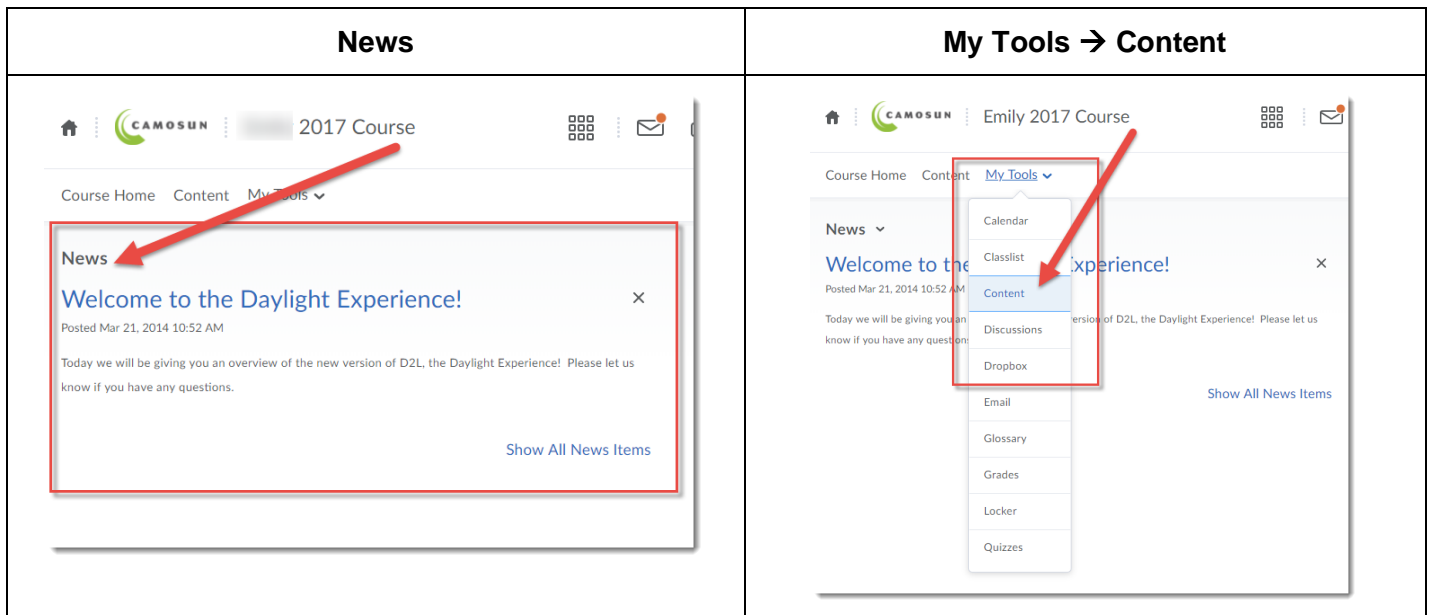 News
My Tools → Content
CAMOSUN
2017 Course
Course Home Content My Tools
News
Welcome to the Daylight Experience!
Posted Mar 21, 2014 10:52 AM
Today we will be giving you an overview of the new version of D2L, the Daylight Experience! Please let us
know if you have any questions.
Show All News Items
CAMOSUN
Emily 2017 Course
Course Home Content My Tools
News
Welcome to the xperience!
Posted Mar 21, 2014 10:52 AM
Today we will be giving you an ersion of D2L, the Daylight Experience! Please let us
know if you have any question
Show All News Items
Calendar
Classlist
Content
Discussions
Dropbox
Email
Glossary
Grades
Locker
Quizzes